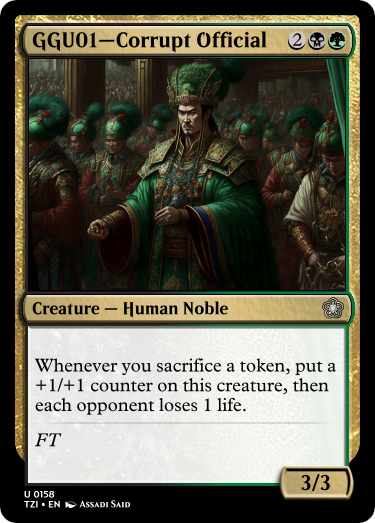 GGU01—Corrupt Official 2
Creature — Human Noble
Whenever you sacrifice a token, put a
+1/+1 counter on this creature, then
each opponent loses 1 life.
FT
3/3
U 0158
TZI • EN Assadi Said